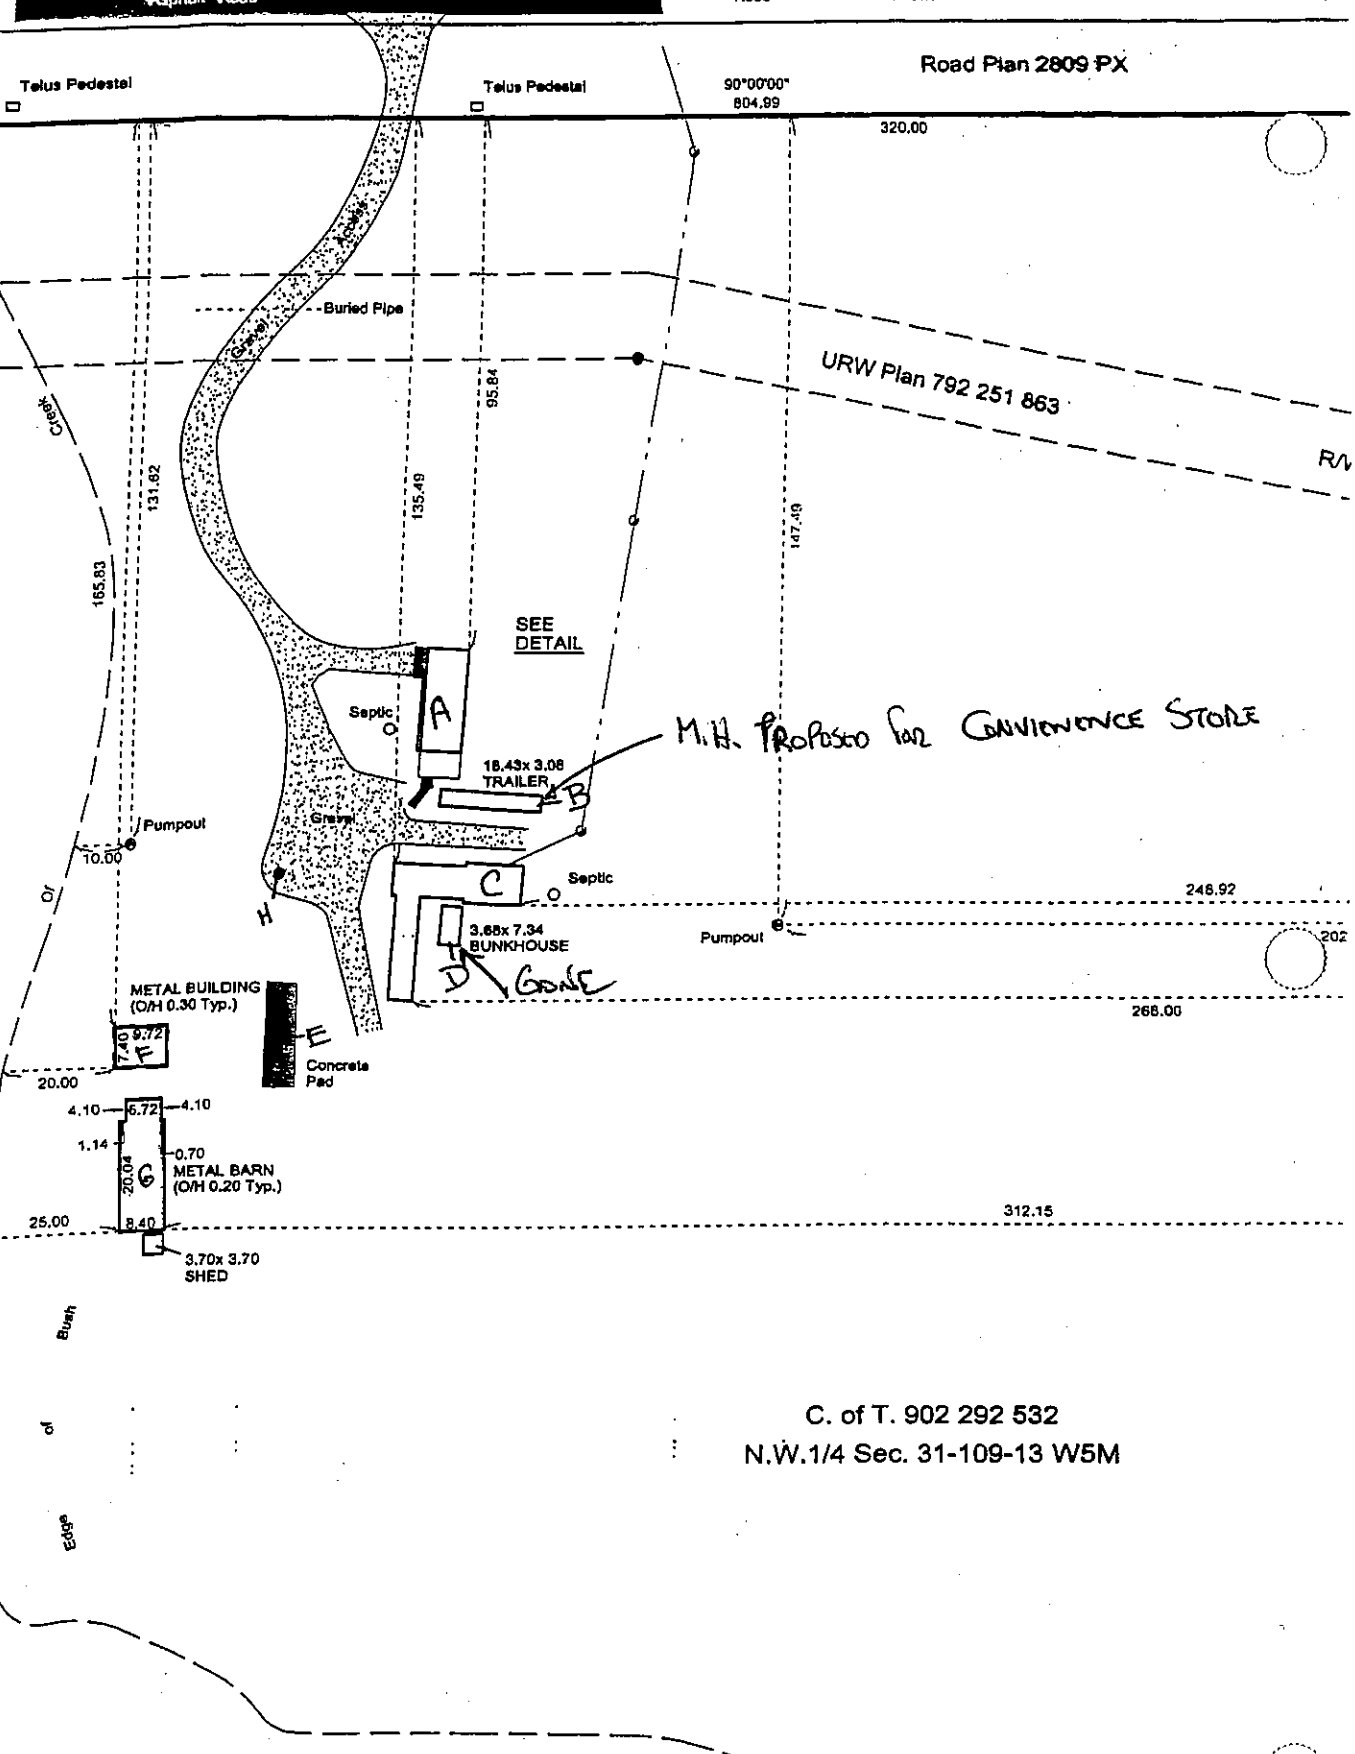 Asphalt Road
Road Plan 2809 PX
Telus Pedestal
Telus Pedestal
90°00'00"
804.99
320.00
Access
Buried Pipe
Gravel
URW Plan 792 251 863
R/W
Creek
95.84
131.62
135.49
147.49
165.83
SEE
DETAIL
Septic
A
M.H. PROPOSED FOR CONVIENENCE STORE
18.43x 3.08
TRAILER
B
Gravel
Pumpout
10.00
of
H
C
Septic
248.92
3.68x 7.34
BUNKHOUSE
Pumpout
202
D
GONE
METAL BUILDING
(O/H 0.30 Typ.)
268.00
7.40
9.72
F
E
Concrete
Pad
20.00
4.10
6.72
4.10
1.14
0.70
20.04
G
METAL BARN
(O/H 0.20 Typ.)
25.00
8.40
312.15
3.70x 3.70
SHED
Bush
of
Edge
C. of T. 902 292 532
N.W.1/4 Sec. 31-109-13 W5M